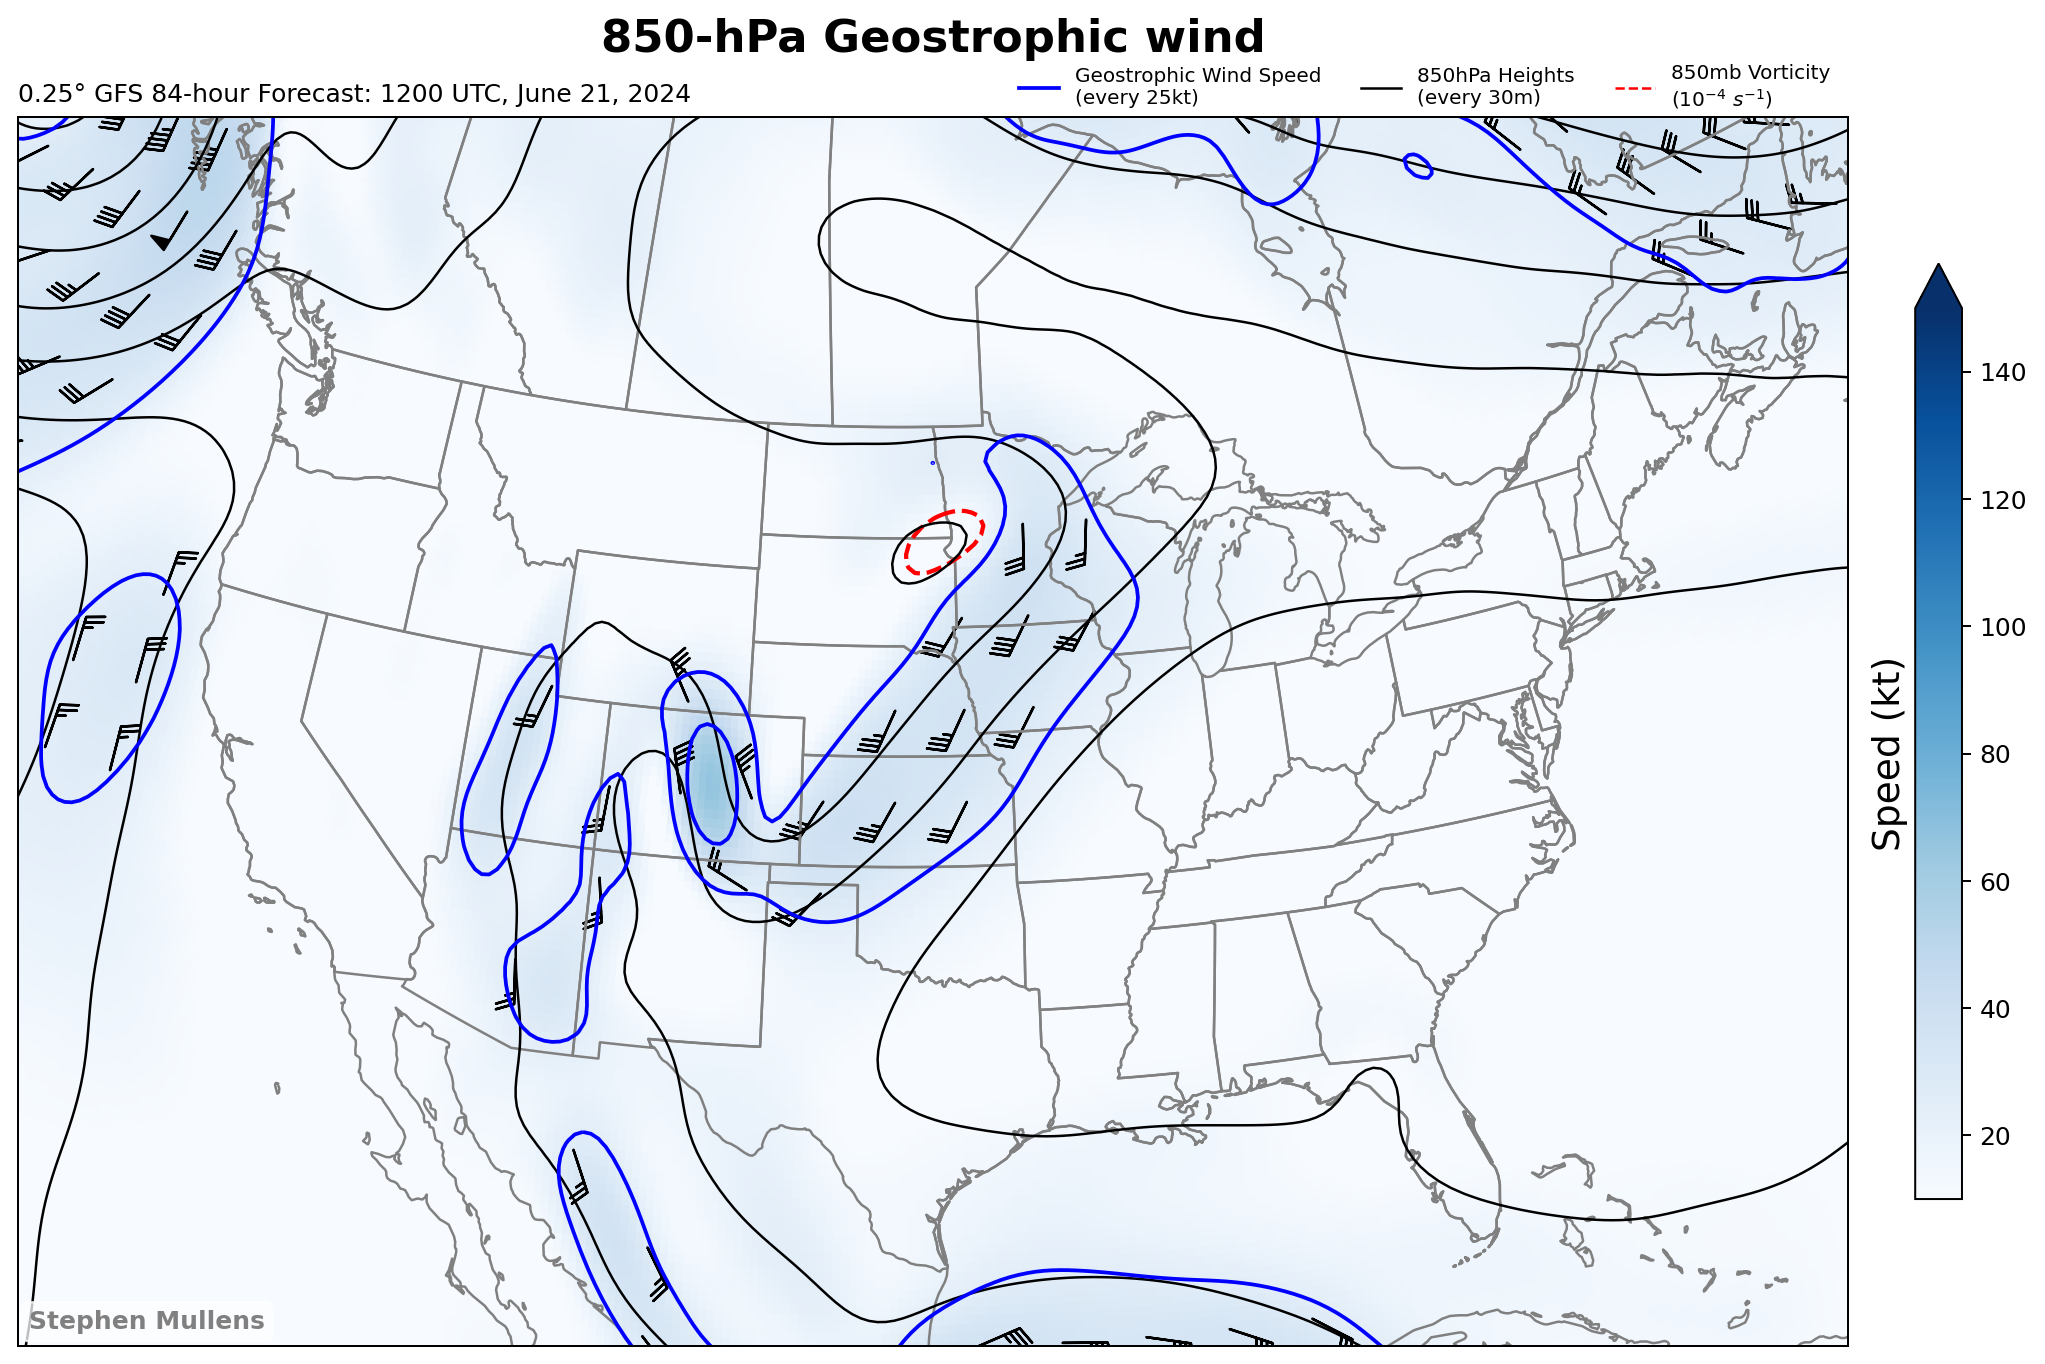 850-hPa Geostrophic wind
0.25° GFS 84-hour Forecast: 1200 UTC, June 21, 2024
Geostrophic Wind Speed
(every 25kt)
850hPa Heights
(every 30m)
850mb Vorticity
(10⁻⁴ s⁻¹)
140
120
100
80
60
40
20
Speed (kt)
Stephen Mullens